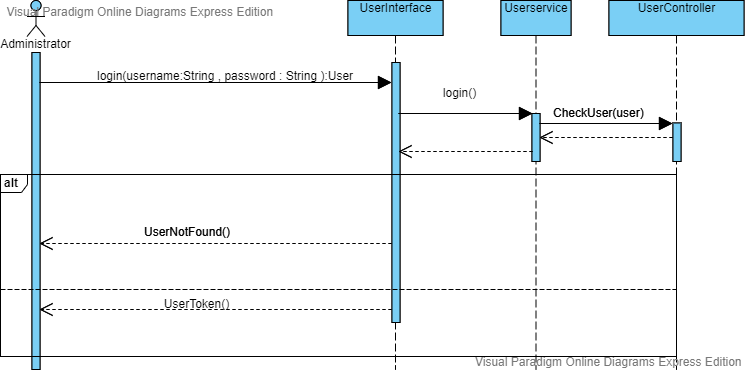 Visual Paradigm Online Diagrams Express Edition
UserInterface
Userservice
UserController
Administrator
login(username:String , password : String ):User
login()
CheckUser(user)
alt
UserNotFound()
UserToken()
Visual Paradigm Online Diagrams Express Edition